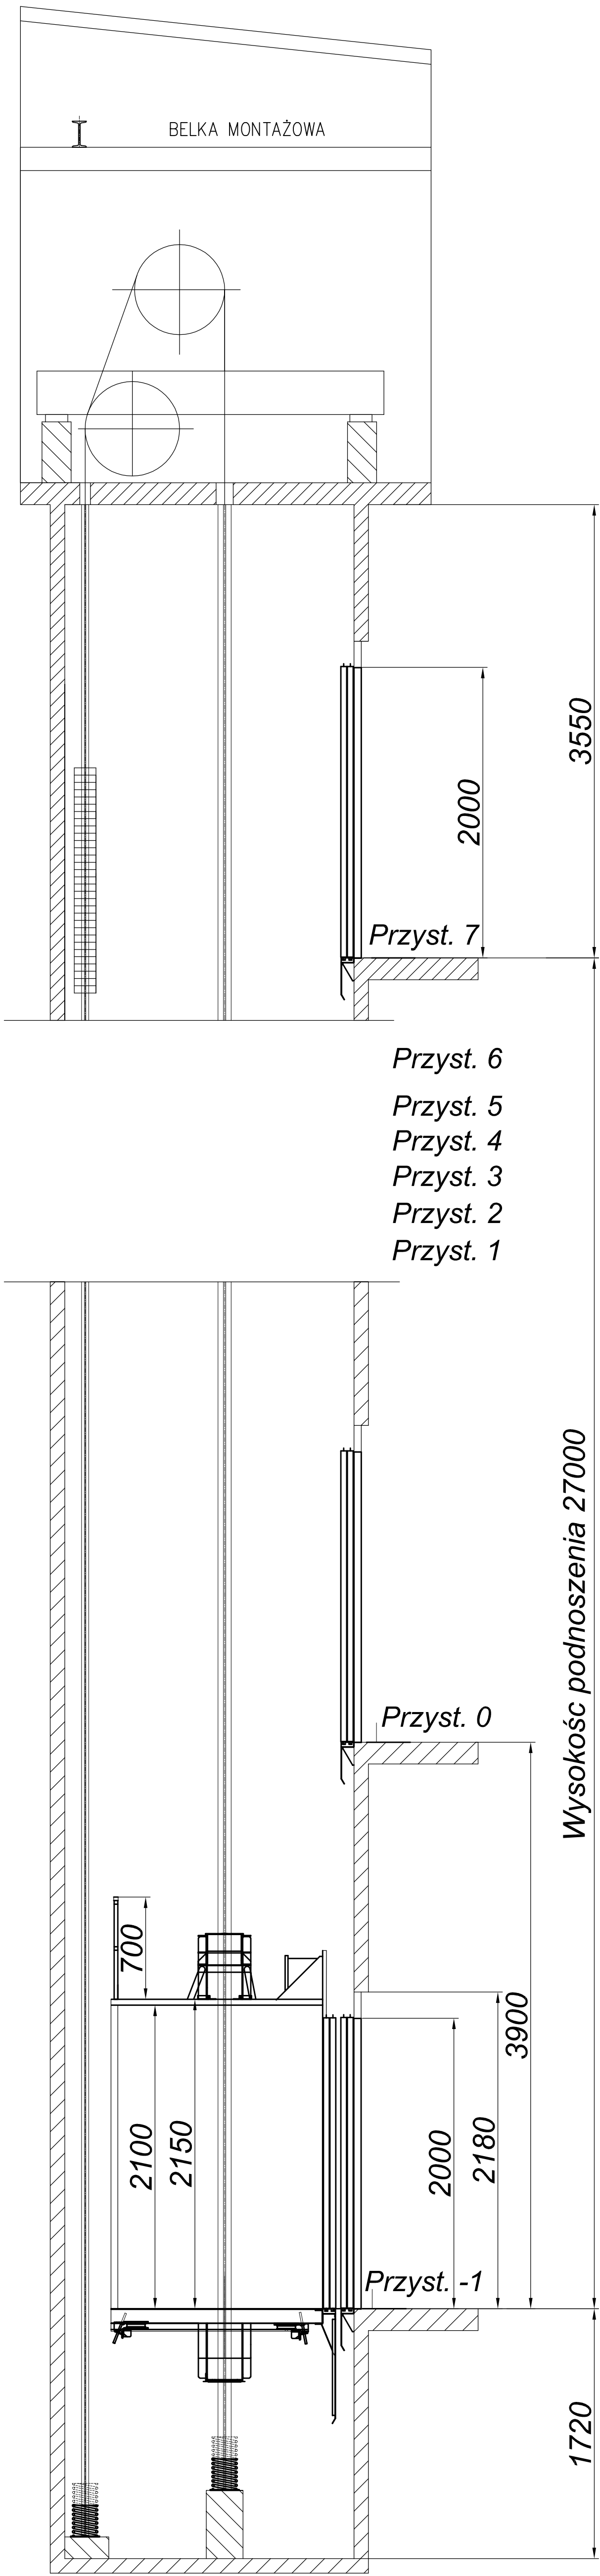 BELKA MONTAŻOWA
3550
2000
Przyst. 7
Przyst. 6
Przyst. 5
Przyst. 4
Przyst. 3
Przyst. 2
Przyst. 1
Wysokośc podnoszenia 27000
Przyst. 0
700
3900
2100
2150
2000
2180
Przyst. -1
1720